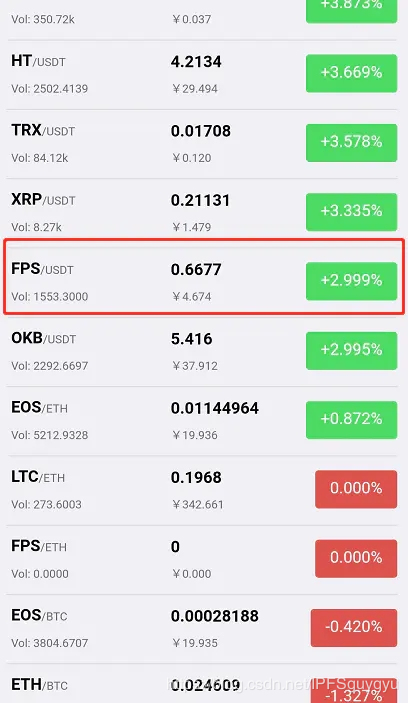 +3.873%
Vol: 350.72k ￥0.037
HT/USDT 4.2134 +3.669%
Vol: 2502.4139 ￥29.494
TRX/USDT 0.01708 +3.578%
Vol: 84.12k ￥0.120
XRP/USDT 0.21131 +3.335%
Vol: 8.27k ￥1.479
FPS/USDT 0.6677 +2.999%
Vol: 1553.3000 ￥4.674
OKB/USDT 5.416 +2.995%
Vol: 2292.6697 ￥37.912
EOS/ETH 0.01144964 +0.872%
Vol: 5212.9328 ￥19.936
LTC/ETH 0.1968 0.000%
Vol: 273.6003 ￥342.661
FPS/ETH 0 0.000%
Vol: 0.0000 ￥0.000
EOS/BTC 0.00028188 -0.420%
Vol: 3804.6707 ￥19.935
ETH/BTC 0.024609 -1.327%